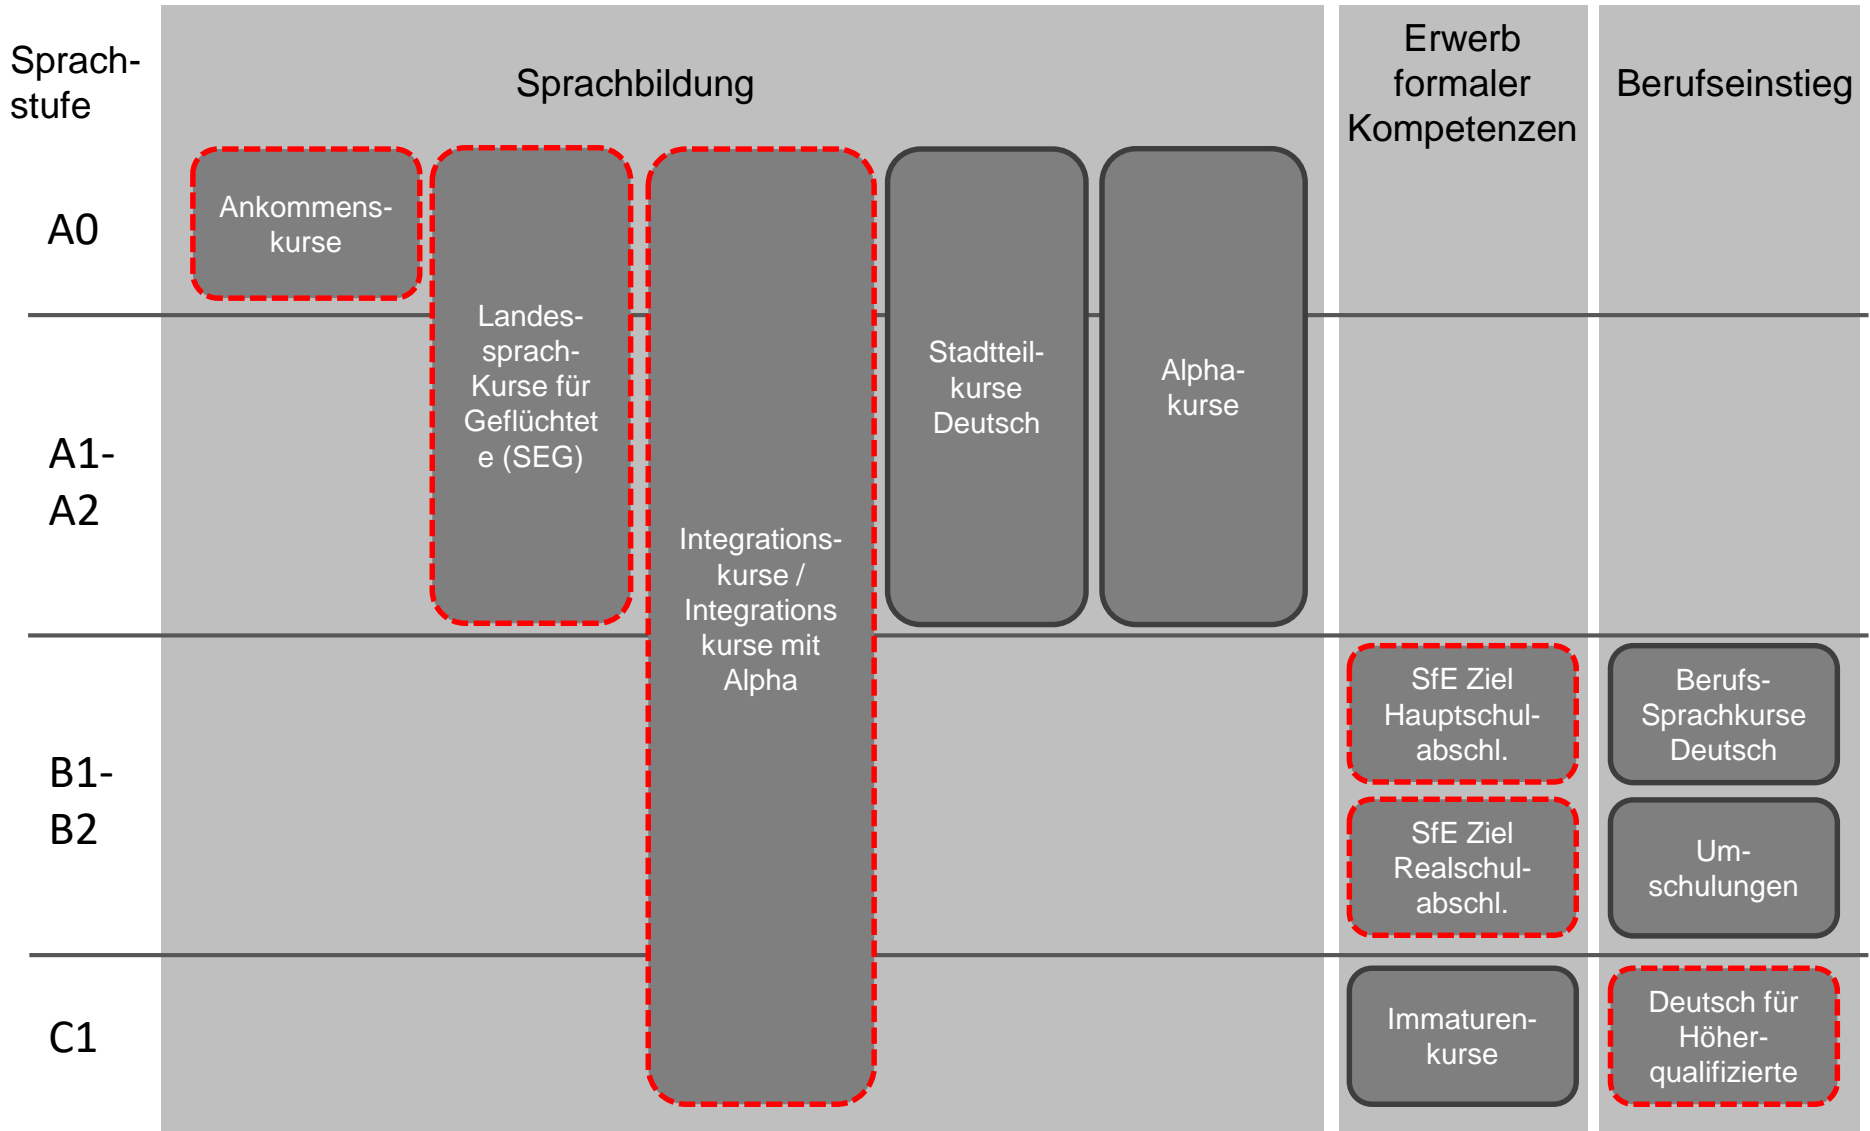 Sprach-
stufe
Sprachbildung
Erwerb
formaler
Kompetenzen
Berufseinstieg
A0
Ankommens-
kurse
Landes-
sprach-
Kurse für
Geflüchtet
e (SEG)
Integrations-
kurse /
Integrations
kurse mit
Alpha
Stadtteil-
kurse
Deutsch
Alpha-
kurse
A1-
A2
B1-
B2
SfE Ziel
Hauptschul-
abschl.
Berufs-
Sprachkurse
Deutsch
SfE Ziel
Realschul-
abschl.
Um-
schulungen
C1
Immaturen-
kurse
Deutsch für
Höher-
qualifizierte